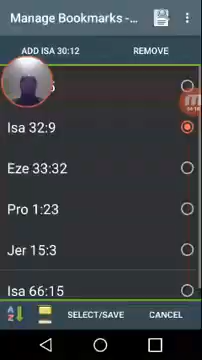 Manage Bookmarks -...
ADD ISA 30:12
REMOVE
Isa 32:9
Eze 33:32
Pro 1:23
Jer 15:3
Isa 66:15
A
Z
SELECT/SAVE
CANCEL